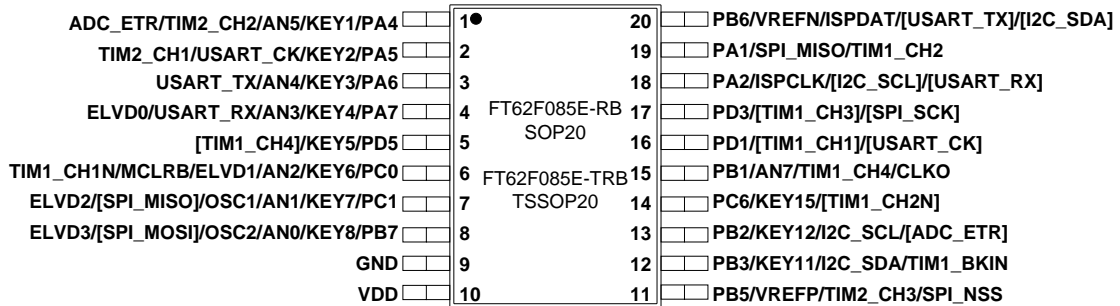 ADC_ETR/TIM2_CH2/AN5/KEY1/PA4 1 20 PB6/VREFN/ISPDAT/[USART_TX]/[I2C_SDA]
TIM2_CH1/USART_CK/KEY2/PA5 2 19 PA1/SPI_MISO/TIM1_CH2
USART_TX/AN4/KEY3/PA6 3 18 PA2/ISPCLK/[I2C_SCL]/[USART_RX]
ELVD0/USART_RX/AN3/KEY4/PA7 4 FT62F085E-RB 17 PD3/[TIM1_CH3]/[SPI_SCK]
SOP20
[TIM1_CH4]/KEY5/PD5 5 16 PD1/[TIM1_CH1]/[USART_CK]
TIM1_CH1N/MCLRB/ELVD1/AN2/KEY6/PC0 6 FT62F085E-TRB 15 PB1/AN7/TIM1_CH4/CLKO
ELVD2/[SPI_MISO]/OSC1/AN1/KEY7/PC1 7 TSSOP20 14 PC6/KEY15/[TIM1_CH2N]
ELVD3/[SPI_MOSI]/OSC2/AN0/KEY8/PB7 8 13 PB2/KEY12/I2C_SCL/[ADC_ETR]
GND 9 12 PB3/KEY11/I2C_SDA/TIM1_BKIN
VDD 10 11 PB5/VREFP/TIM2_CH3/SPI_NSS